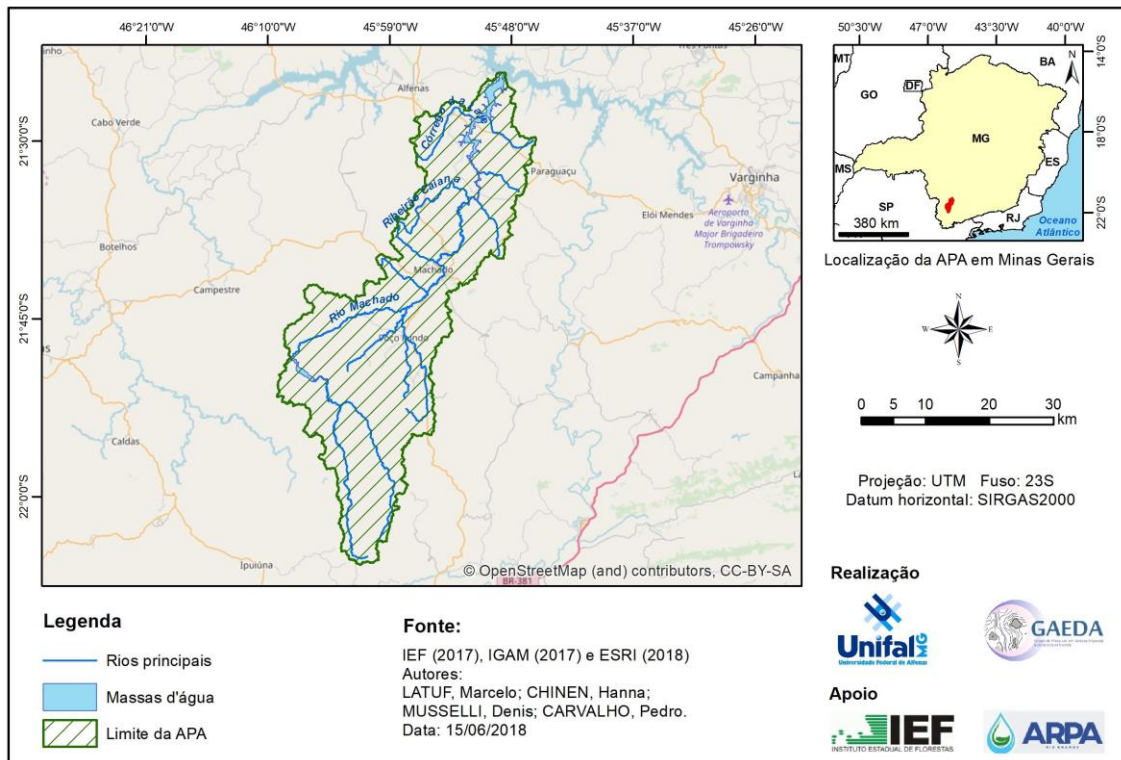 46°21'0"W 46°10'0"W 45°59'0"W 45°48'0"W 45°37'0"W 45°26'0"W
21°30'0"S
21°45'0"S
22°0'0"S
Alfenas
Cabo Verde
Córrego da
Paraguaçu
Varginha
Ribeirão Caiana
Elói Mendes
Aeroporto
de Varginha
Major Brigadeiro
Trompowsky
Botelhos
Machado
Campestre
Rio Machado
Campanha
Caldas
Ipuiúna
© OpenStreetMap (and) contributors, CC-BY-SA
BR-381
50°30'S 47°0'0"S 43°30'S 40°0'S
14°0'S
18°0'S
22°0'S
MT
BA
N
GO
DF
MG
MS
ES
SP
RJ
380 km
Oceano
Atlântico
Localização da APA em Minas Gerais
N
W E
S
0 5 10 20 30
km
Projeção: UTM Fuso: 23S
Datum horizontal: SIRGAS2000
Legenda
Rios principais
Massas d'água
Limite da APA
Fonte:
IEF (2017), IGAM (2017) e ESRI (2018)
Autores:
LATUF, Marcelo; CHINEN, Hanna;
MUSSELLI, Denis; CARVALHO, Pedro.
Data: 15/06/2018
Realização
Unifal MG
Universidade Federal de Alfenas
GAEDA
Apoio
IEF
INSTITUTO ESTADUAL DE FLORESTAS
ARPA
RIO GRANDE